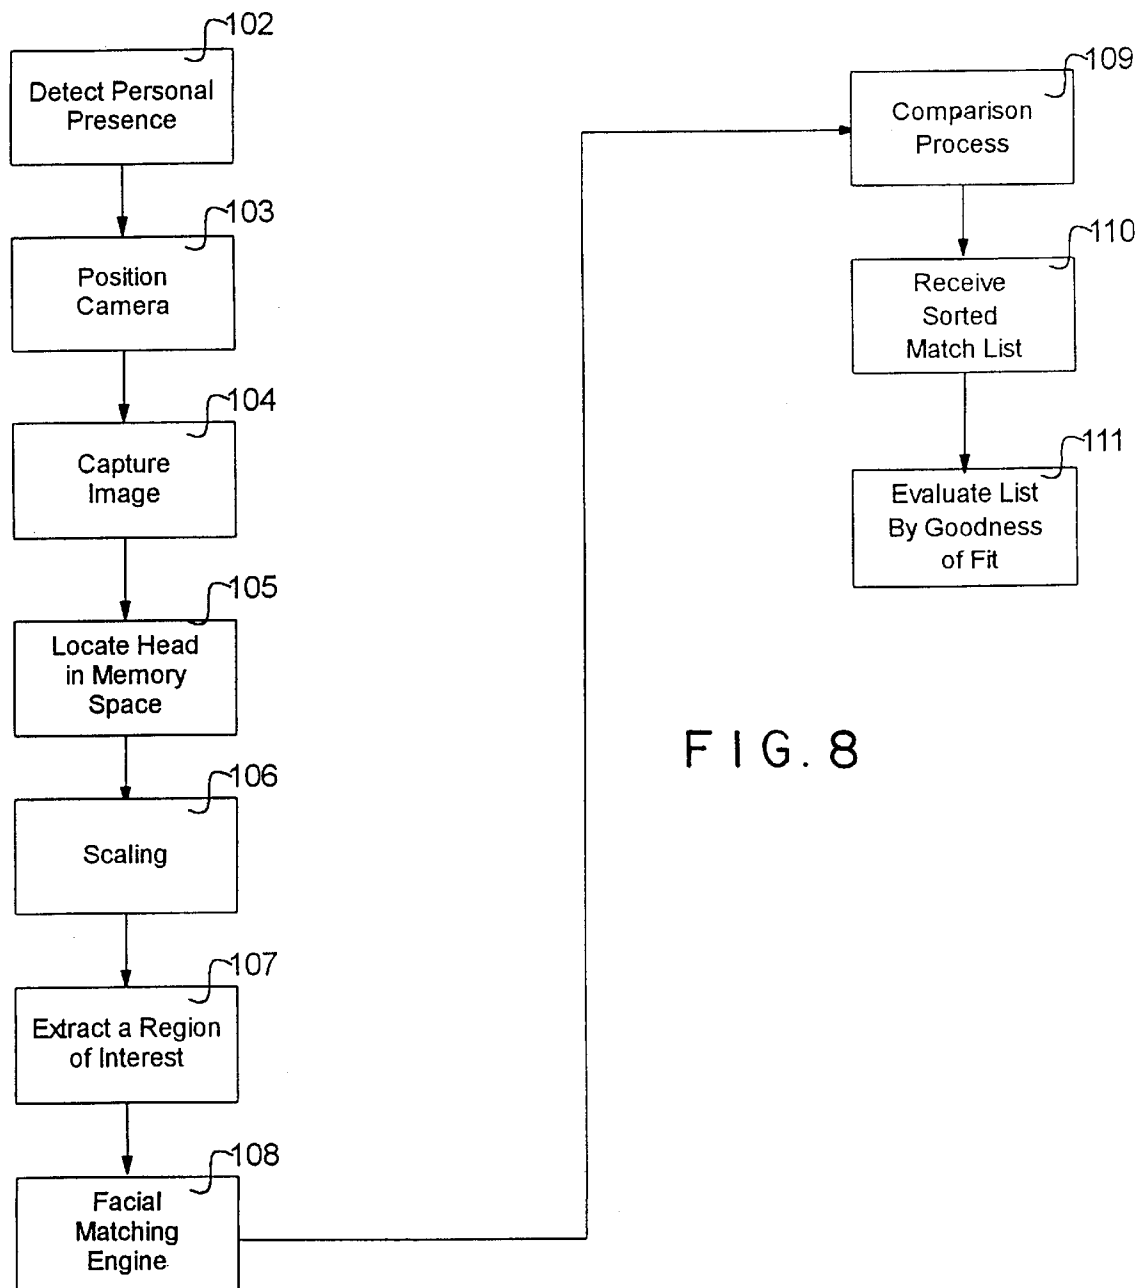 102
Detect Personal
Presence
103
Position
Camera
104
Capture
Image
105
Locate Head
in Memory
Space
106
Scaling
107
Extract a Region
of Interest
108
Facial
Matching
Engine
109
Comparison
Process
110
Receive
Sorted
Match List
111
Evaluate List
By Goodness
of Fit
FIG. 8